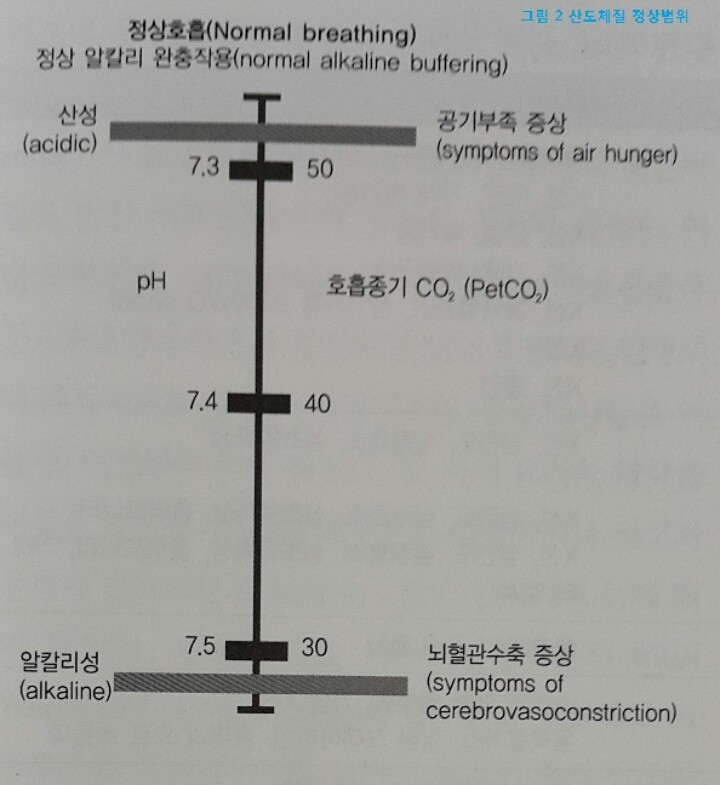 그림 2 산도체질 정상범위
정상호흡(Normal breathing)
정상 알칼리 완충작용(normal alkaline buffering)
산성
(acidic)
공기부족 증상
(symptoms of air hunger)
7.3 50
pH
호흡종기 CO₂ (PetCO₂)
7.4 40
7.5 30
알칼리성
(alkaline)
뇌혈관수축 증상
(symptoms of
cerebrovasoconstriction)